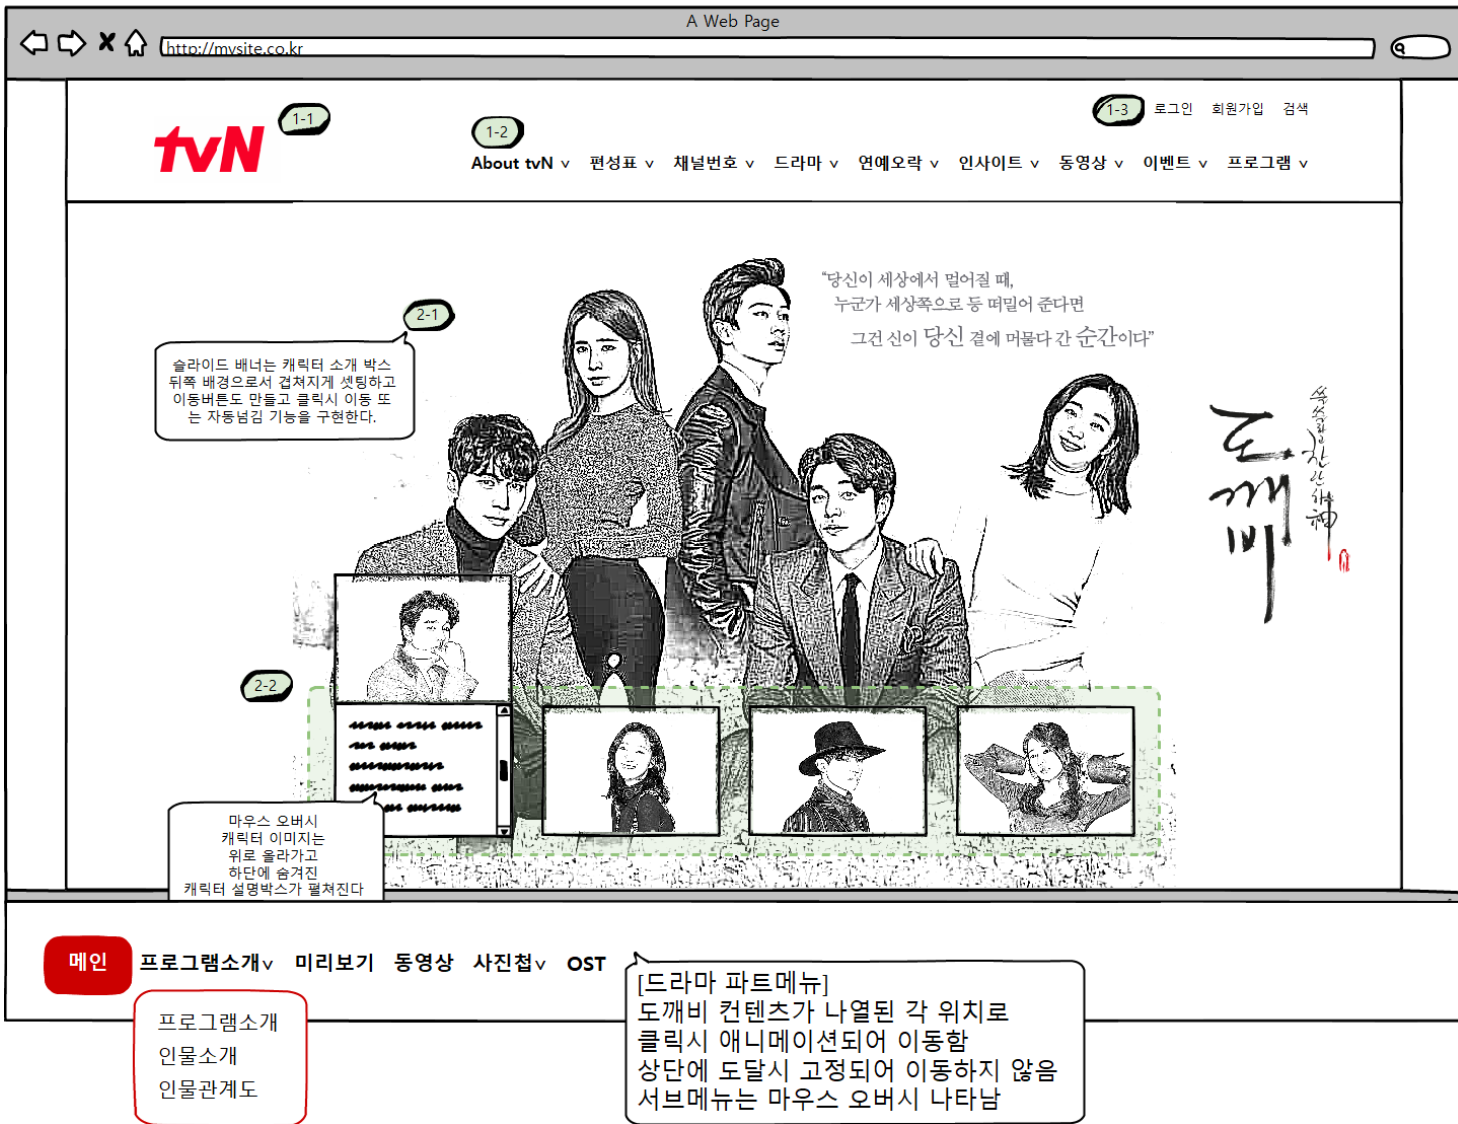 A Web Page
http://mysite.co.kr
tvN
1-1
1-2
1-3
로그인 회원가입 검색
About tvN ∨ 편성표 ∨ 채널번호 ∨ 드라마 ∨ 연예오락 ∨ 인사이트 ∨ 동영상 ∨ 이벤트 ∨ 프로그램 ∨
“당신이 세상에서 멀어질 때,
누군가 세상쪽으로 등 떠밀어 준다면
그건 신이 당신 곁에 머물다 간 순간이다”
2-1
슬라이드 배너는 캐릭터 소개 박스
뒤쪽 배경으로서 겹쳐지게 셋팅하고
이동버튼도 만들고 클릭시 이동 또
는 자동넘김 기능을 구현한다.
쓸쓸하고 찬란하神
도깨비
2-2
마우스 오버시
캐릭터 이미지는
위로 올라가고
하단에 숨겨진
캐릭터 설명박스가 펼쳐진다
메인 프로그램소개∨ 미리보기 동영상 사진첩∨ OST
프로그램소개
인물소개
인물관계도
[드라마 파트메뉴]
도깨비 컨텐츠가 나열된 각 위치로
클릭시 애니메이션되어 이동함
상단에 도달시 고정되어 이동하지 않음
서브메뉴는 마우스 오버시 나타남